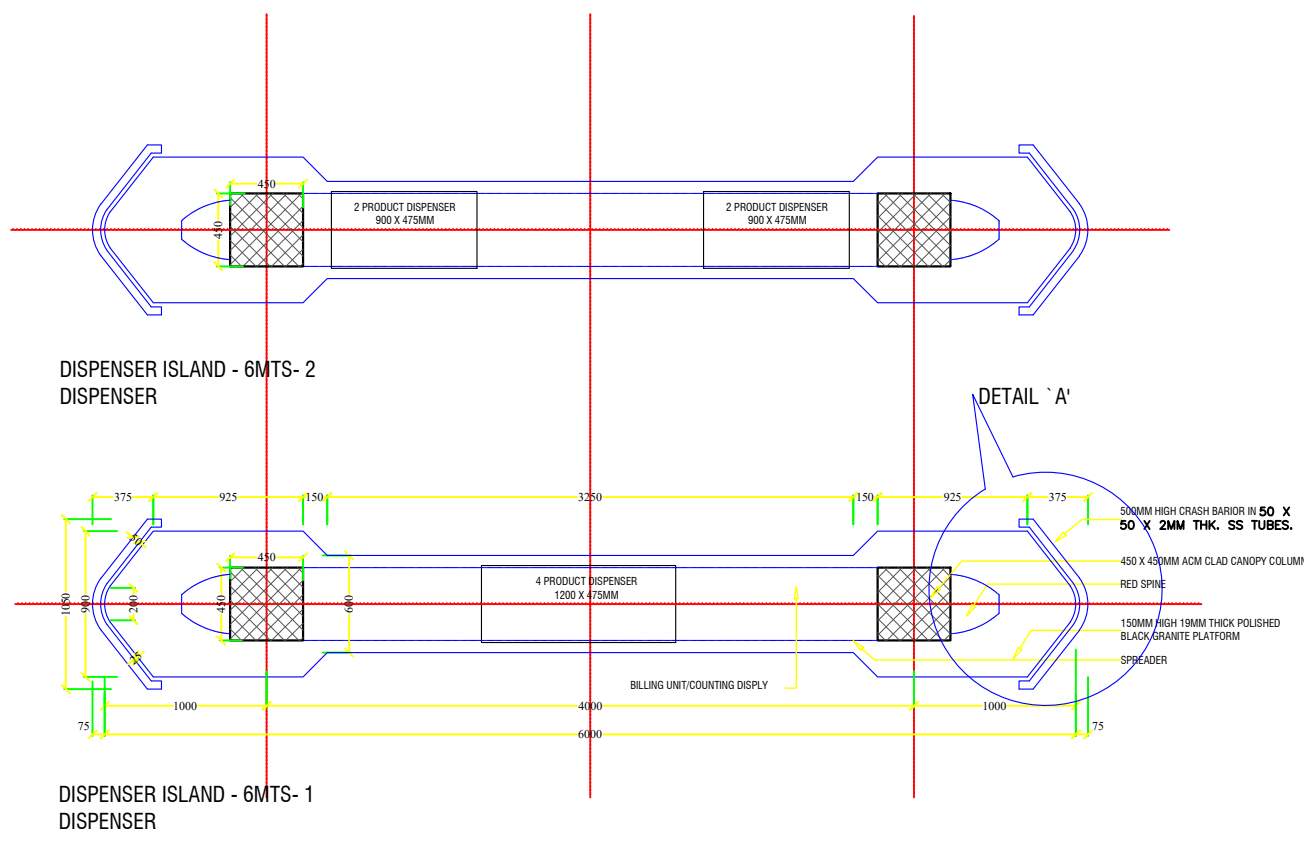 450
450
2 PRODUCT DISPENSER
900 X 475MM
2 PRODUCT DISPENSER
900 X 475MM
DISPENSER ISLAND - 6MTS- 2
DISPENSER
DETAIL `A'
375
925
150
3250
150
925
375
500MM HIGH CRASH BARIOR IN 50 X
50 X 2MM THK. SS TUBES.
50
450
4 PRODUCT DISPENSER
1200 X 475MM
450 X 450MM ACM CLAD CANOPY COLUMN
RED SPINE
1050
900
200
450
600
150MM HIGH 19MM THICK POLISHED
BLACK GRANITE PLATFORM
25
SPREADER
BILLING UNIT/COUNTING DISPLY
1000
4000
1000
75
6000
75
DISPENSER ISLAND - 6MTS- 1
DISPENSER